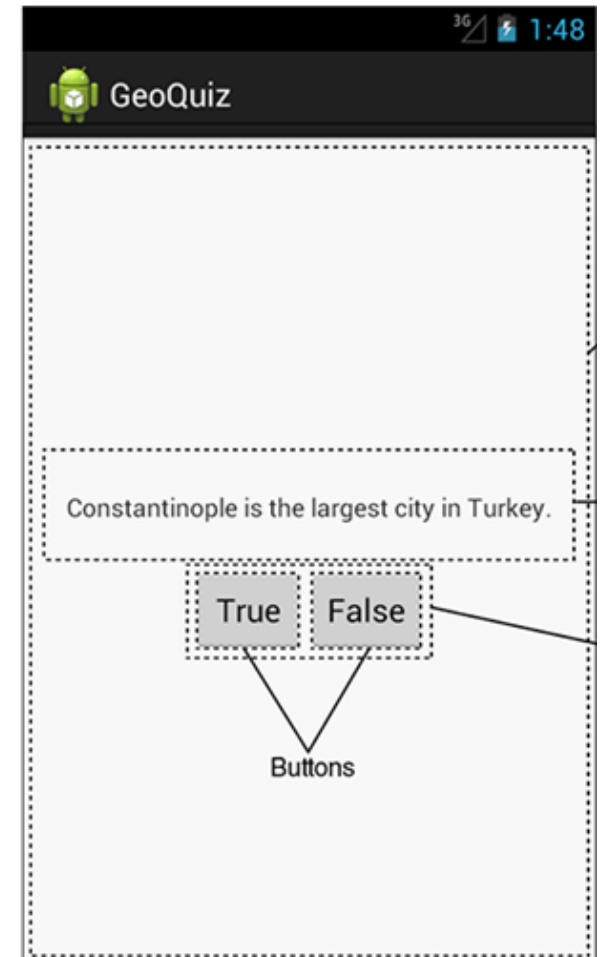 3G 1:48
GeoQuiz
Constantinople is the largest city in Turkey.
True False
Buttons